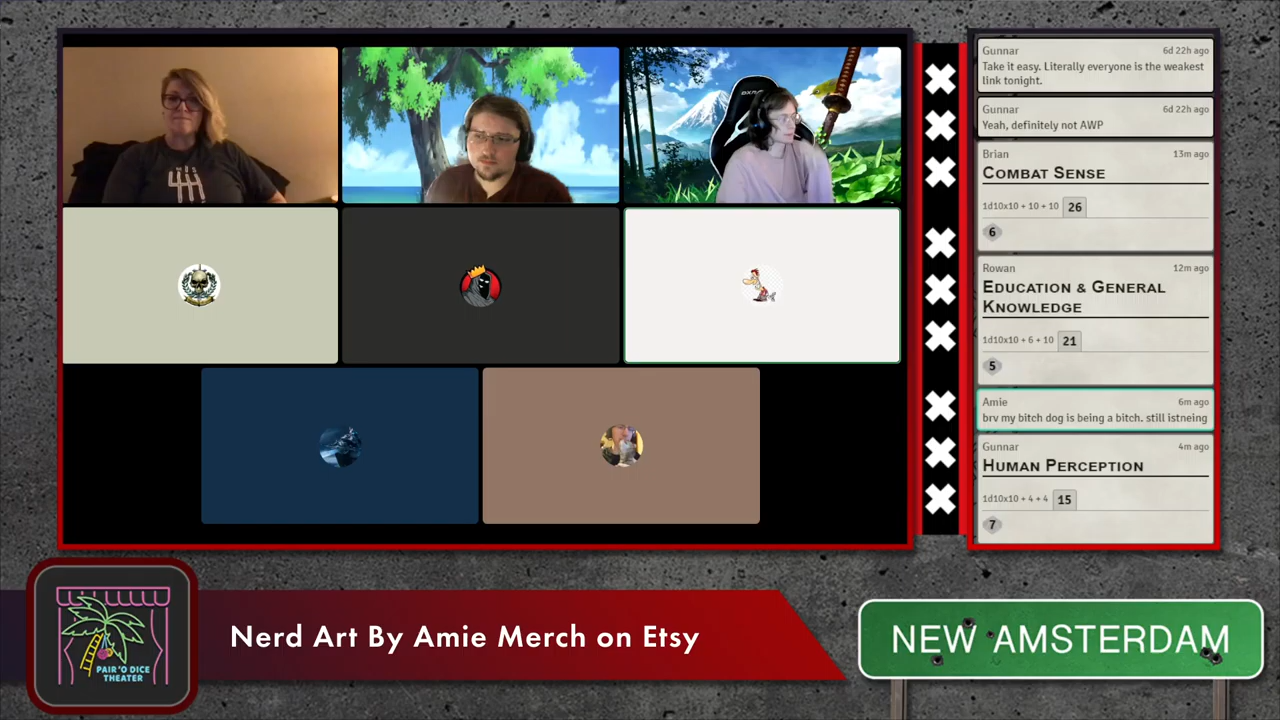 Gunnar 6d 22h ago
Take it easy. Literally everyone is the weakest
link tonight.
Gunnar 6d 22h ago
Yeah, definitely not AWP
Brian 13m ago
COMBAT SENSE
1d10x10 + 10 + 10 26
6
Rowan 12m ago
EDUCATION & GENERAL
KNOWLEDGE
1d10x10 + 6 + 10 21
5
Amie 6m ago
brv my bitch dog is being a bitch. still istneing
Gunnar 4m ago
HUMAN PERCEPTION
1d10x10 + 4 + 4 15
7
PAIR'O DICE
THEATER
Nerd Art By Amie Merch on Etsy
NEW AMSTERDAM